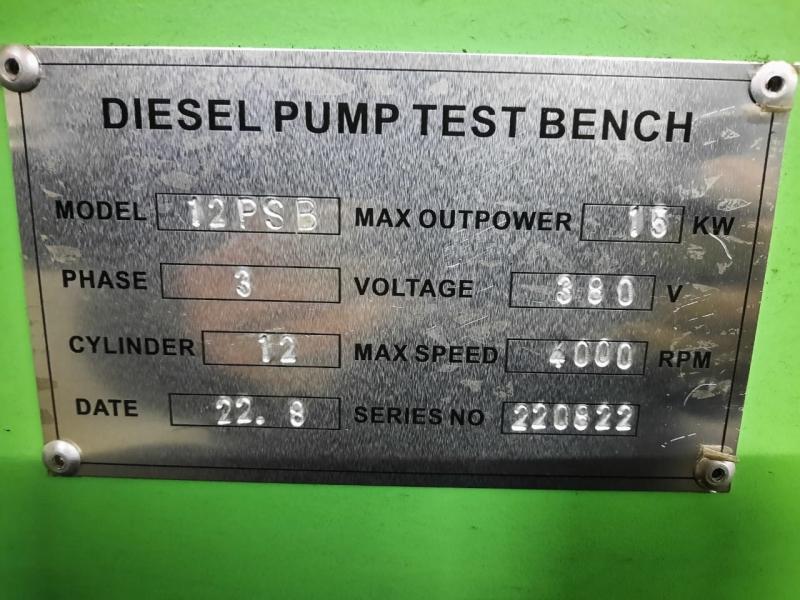 DIESEL PUMP TEST BENCH
MODEL 12PSB MAX OUTPOWER 15 KW
PHASE 3 VOLTAGE 380 V
CYLINDER 12 MAX SPEED 4000 RPM
DATE 22. 8 SERIES NO 220822